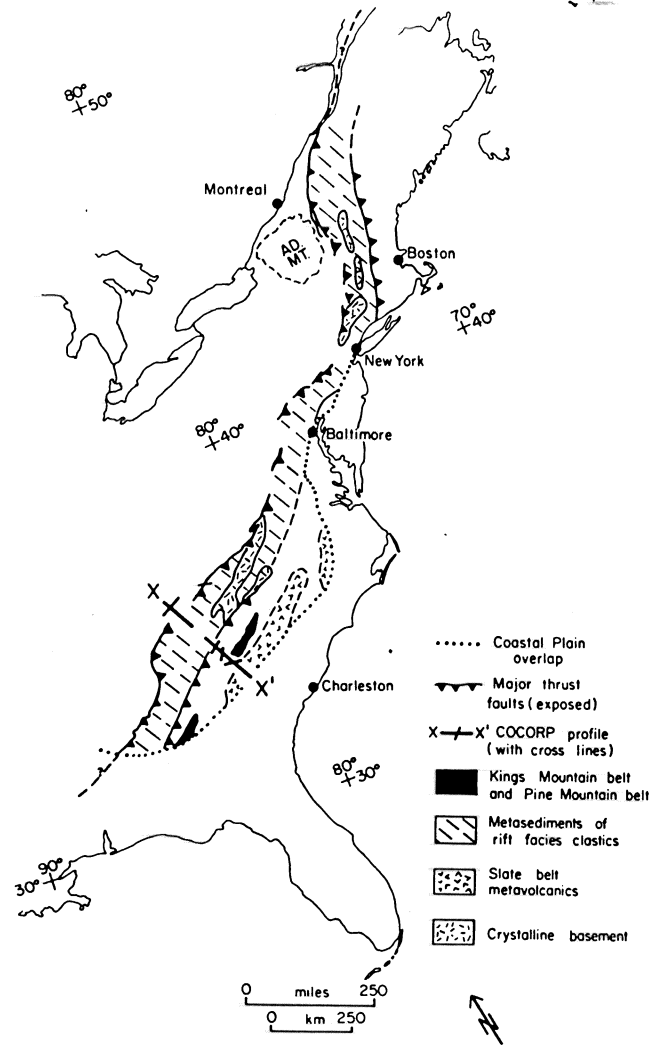 80°
50°
Montreal
AD.
MT.
Boston
70°
40°
New York
80°
40°
Baltimore
X
X'
Charleston
80°
30°
90°
30°
Coastal Plain
overlap
Major thrust
faults (exposed)
X X' COCORP profile
(with cross lines)
Kings Mountain belt
and Pine Mountain belt
Metasediments of
rift facies clastics
Slate belt
metavolcanics
Crystalline basement
0 miles 250
0 km 250
N